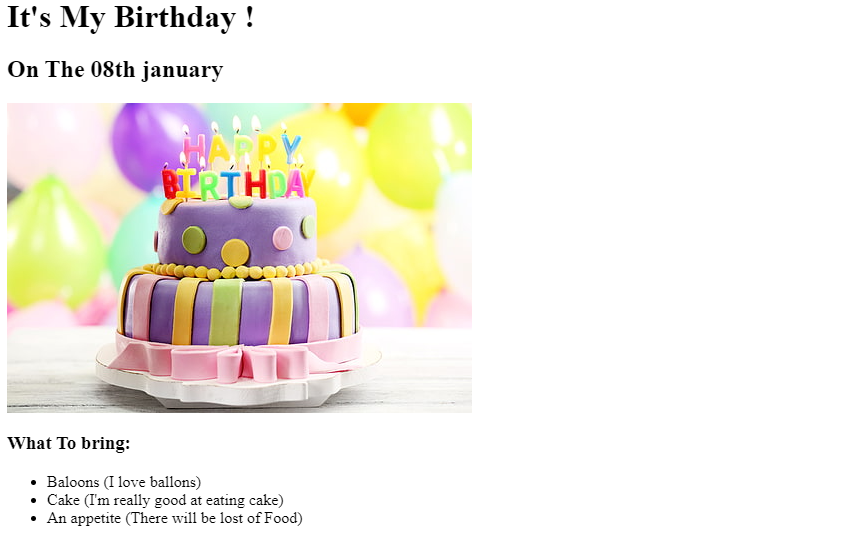 It's My Birthday !
On The 08th january
HAPPY
BIRTHDAY
What To bring:
Baloons (I love ballons)
Cake (I'm really good at eating cake)
An appetite (There will be lost of Food)